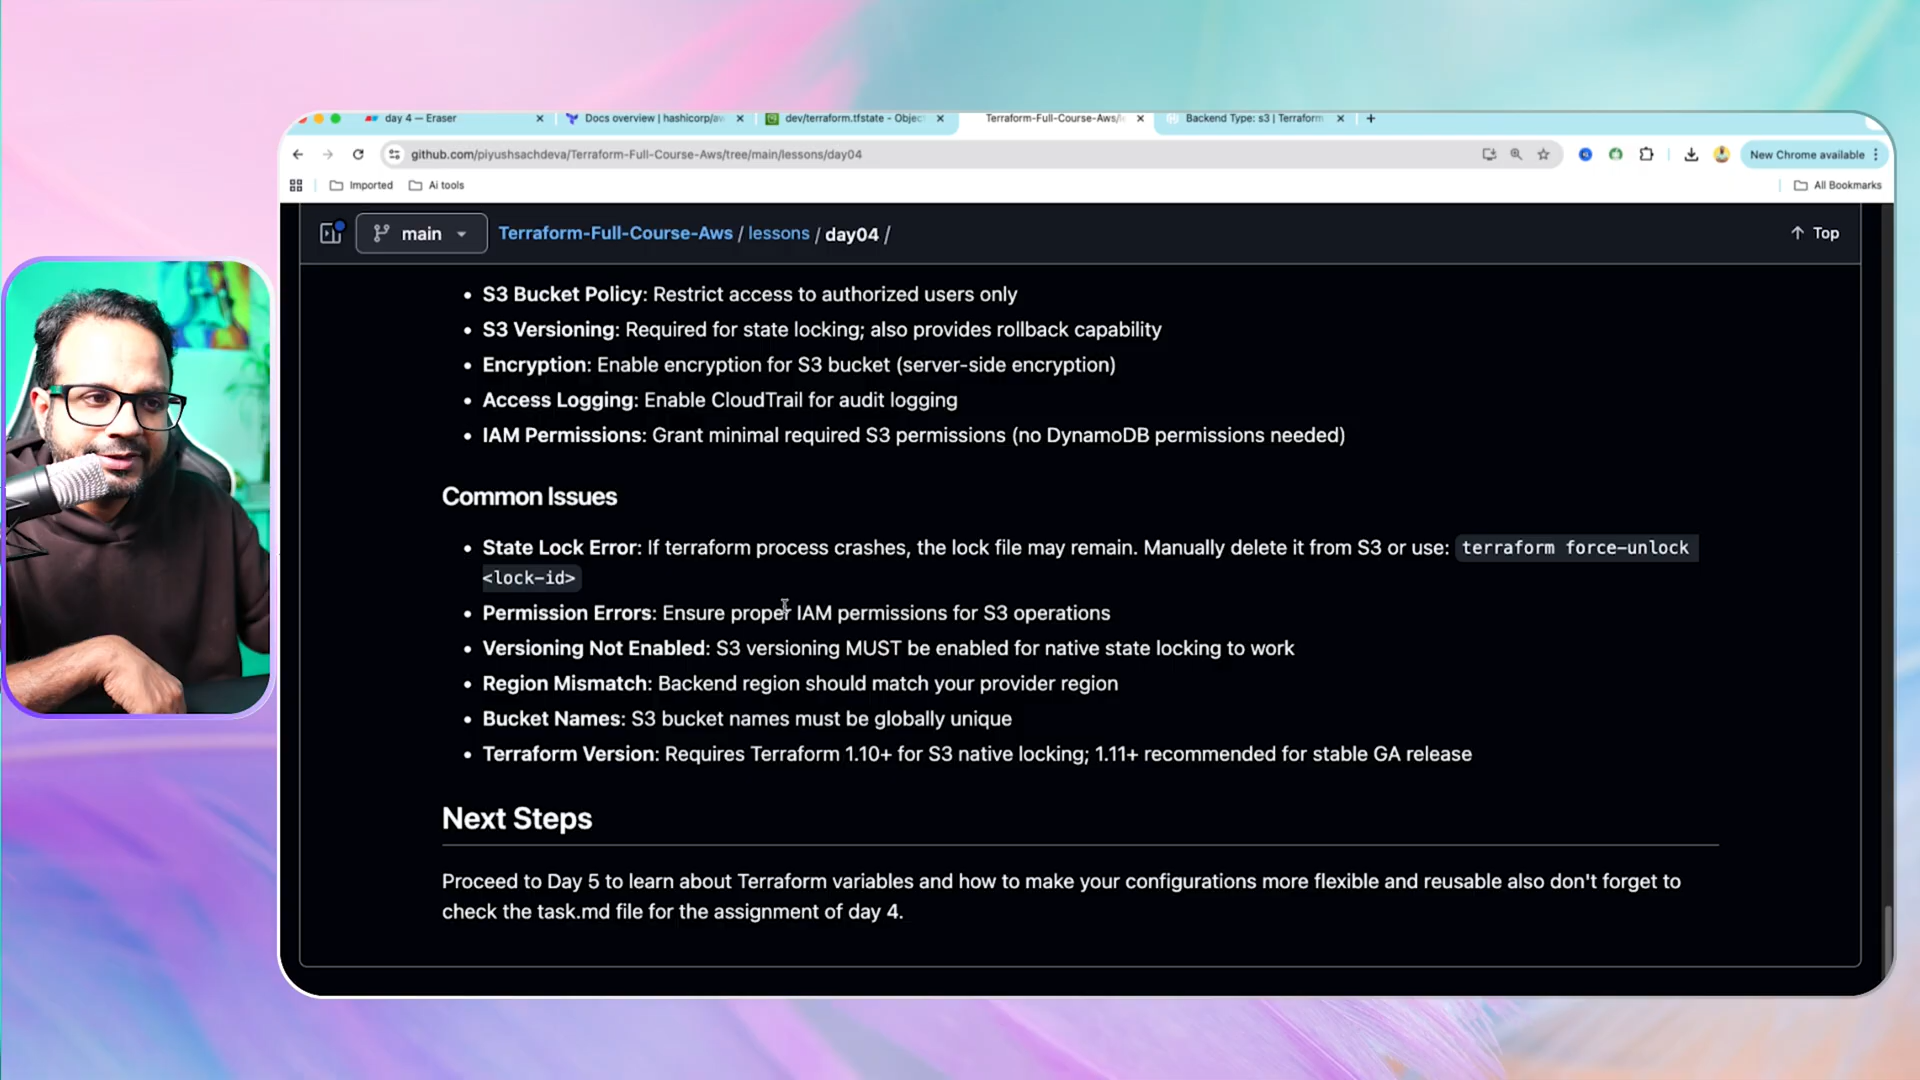 day 4 — Eraser
Docs overview | hashicorp/aw
dev/terraform.tfstate - Objec
Terraform-Full-Course-Aws/l
Backend Type: s3 | Terraform
github.com/piyushsachdeva/Terraform-Full-Course-Aws/tree/main/lessons/day04
New Chrome available
Imported
Ai tools
All Bookmarks
main
Terraform-Full-Course-Aws / lessons / day04 /
Top
• S3 Bucket Policy: Restrict access to authorized users only
• S3 Versioning: Required for state locking; also provides rollback capability
• Encryption: Enable encryption for S3 bucket (server-side encryption)
• Access Logging: Enable CloudTrail for audit logging
• IAM Permissions: Grant minimal required S3 permissions (no DynamoDB permissions needed)
Common Issues
• State Lock Error: If terraform process crashes, the lock file may remain. Manually delete it from S3 or use: terraform force-unlock
<lock-id>
• Permission Errors: Ensure proper IAM permissions for S3 operations
• Versioning Not Enabled: S3 versioning MUST be enabled for native state locking to work
• Region Mismatch: Backend region should match your provider region
• Bucket Names: S3 bucket names must be globally unique
• Terraform Version: Requires Terraform 1.10+ for S3 native locking; 1.11+ recommended for stable GA release
Next Steps
Proceed to Day 5 to learn about Terraform variables and how to make your configurations more flexible and reusable also don't forget to
check the task.md file for the assignment of day 4.